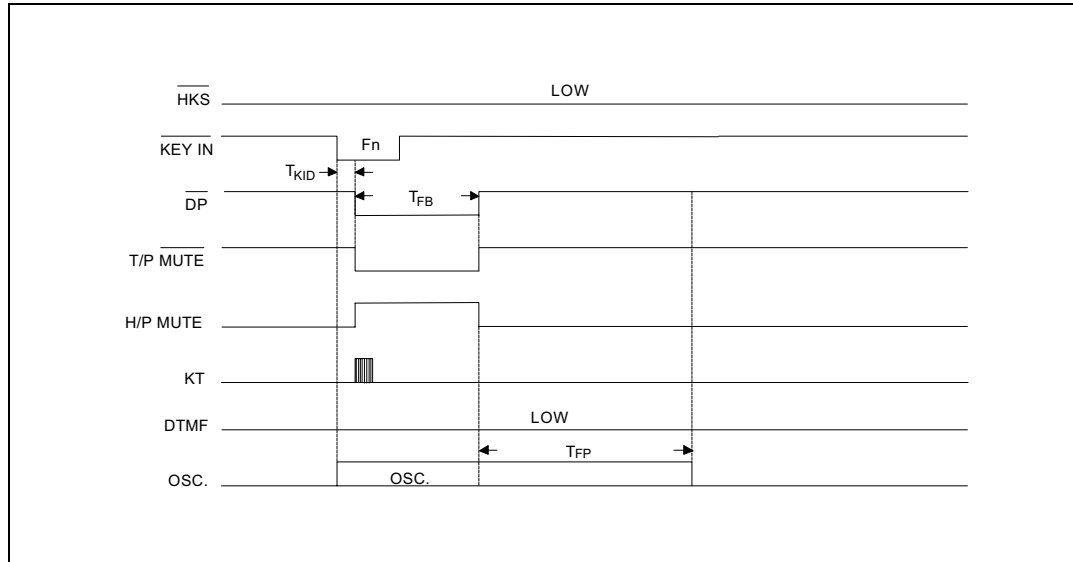 HKS LOW
KEY IN Fn
TKID
DP TFB
T/P MUTE
H/P MUTE
KT
DTMF LOW
TFP
OSC. OSC.